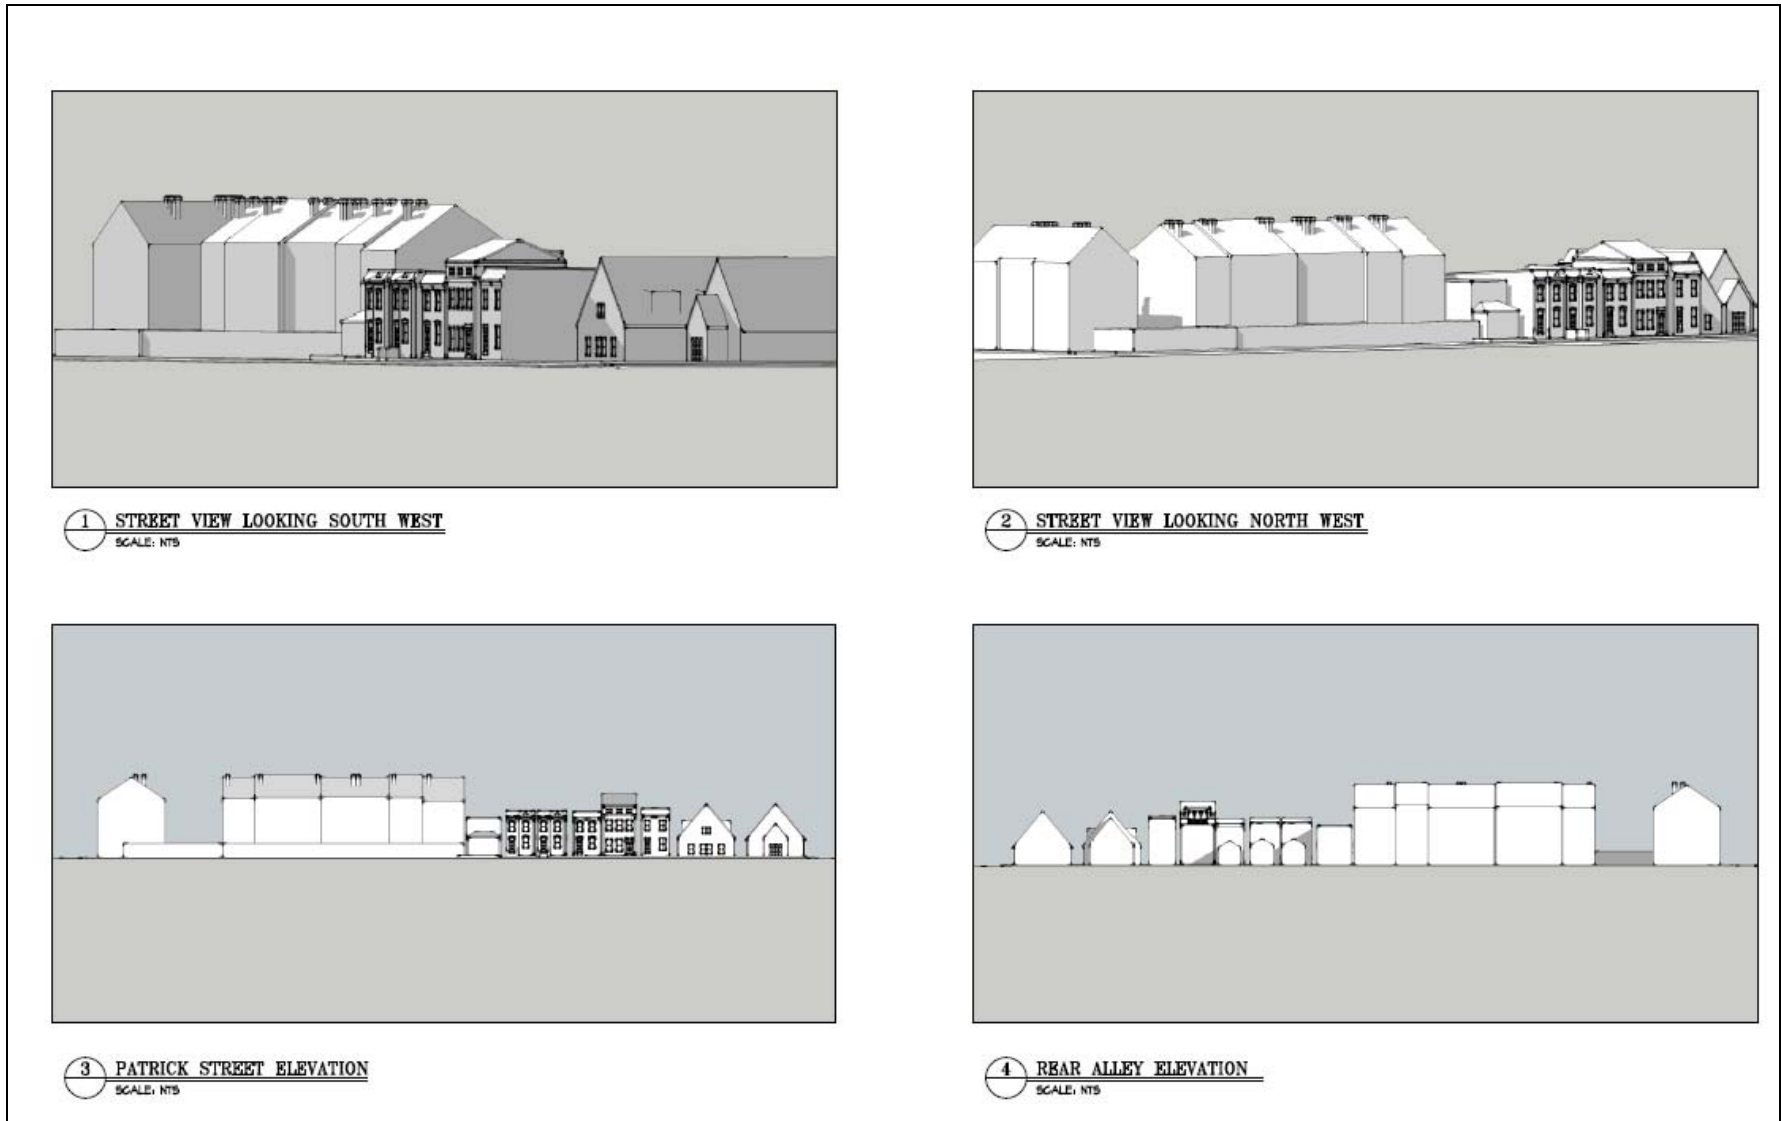 1 STREET VIEW LOOKING SOUTH WEST
SCALE: NTS
2 STREET VIEW LOOKING NORTH WEST
SCALE: NTS
3 PATRICK STREET ELEVATION
SCALE: NTS
4 REAR ALLEY ELEVATION
SCALE: NTS